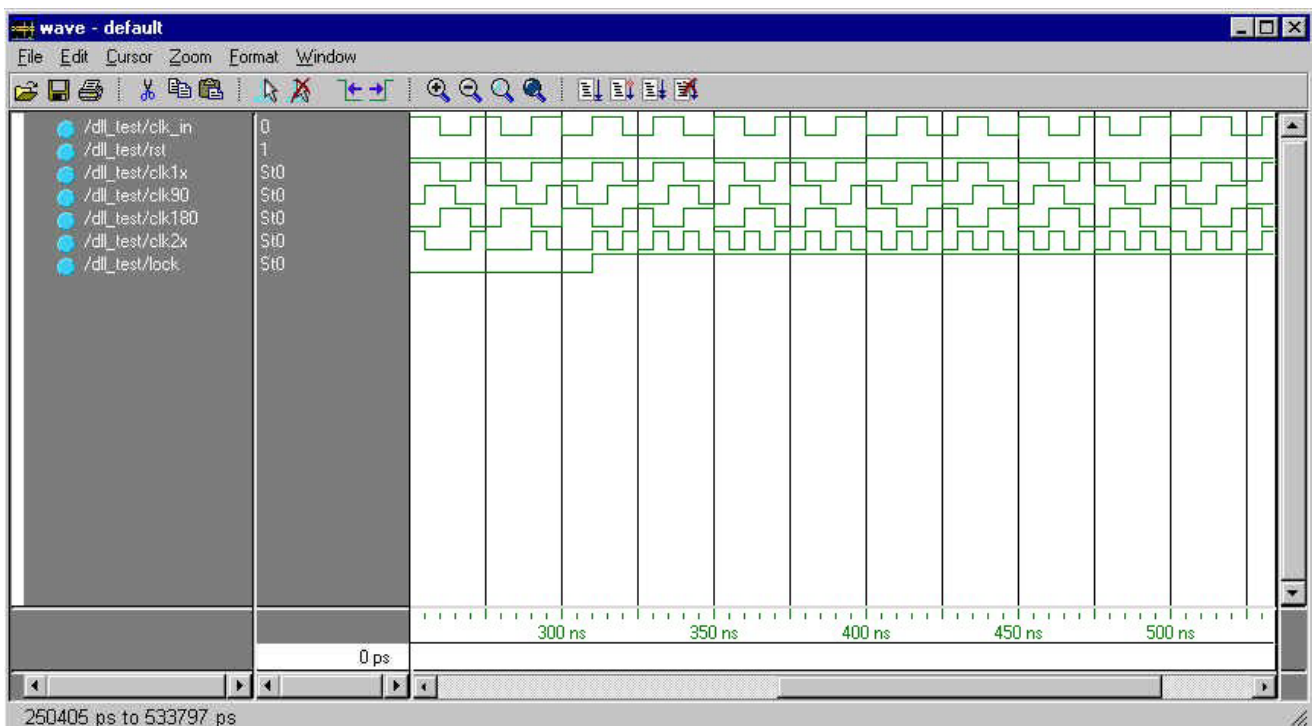 wave - default
File Edit Cursor Zoom Format Window
/dll_test/clk_in 0
/dll_test/rst 1
/dll_test/clk1x St0
/dll_test/clk90 St0
/dll_test/clk180 St0
/dll_test/clk2x St0
/dll_test/lock St0
300 ns 350 ns 400 ns 450 ns 500 ns
0 ps
250405 ps to 533797 ps